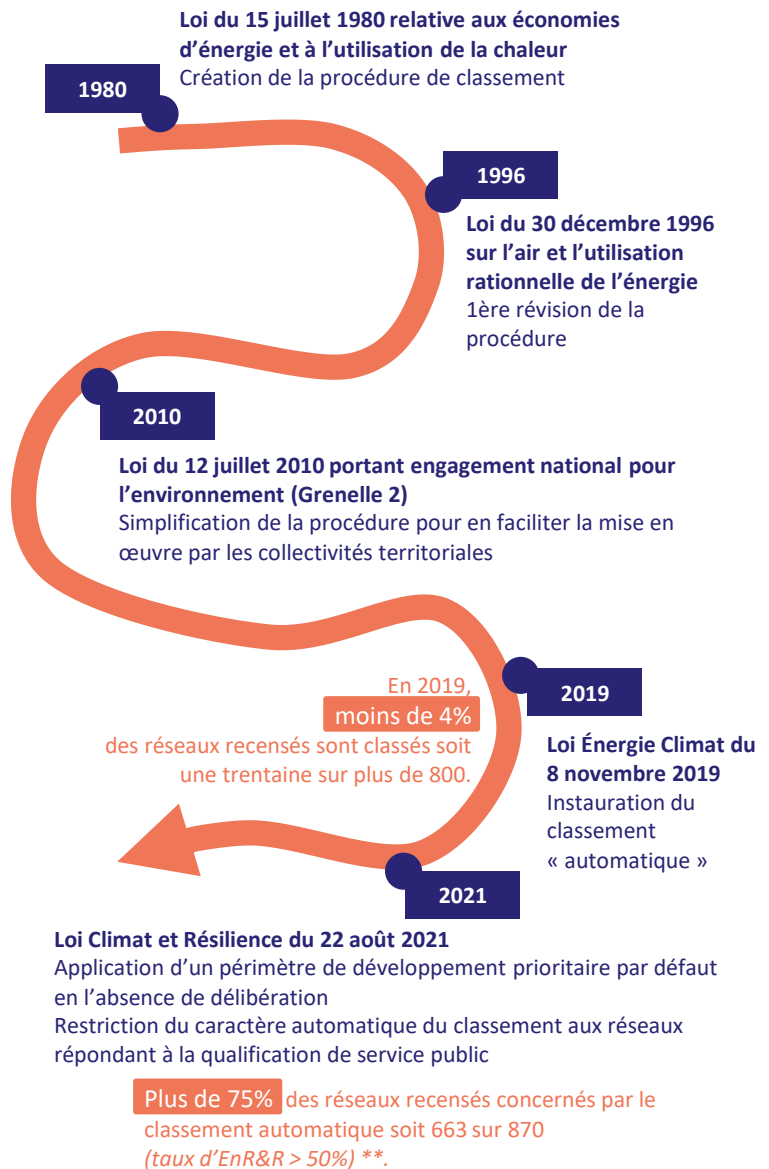 Loi du 15 juillet 1980 relative aux économies
d’énergie et à l’utilisation de la chaleur
Création de la procédure de classement
1980
1996
Loi du 30 décembre 1996
sur l’air et l’utilisation
rationnelle de l’énergie
1ère révision de la
procédure
2010
Loi du 12 juillet 2010 portant engagement national pour
l’environnement (Grenelle 2)
Simplification de la procédure pour en faciliter la mise en
œuvre par les collectivités territoriales
En 2019,
moins de 4%
des réseaux recensés sont classés soit
une trentaine sur plus de 800.
2019
Loi Énergie Climat du
8 novembre 2019
Instauration du
classement
« automatique »
2021
Loi Climat et Résilience du 22 août 2021
Application d’un périmètre de développement prioritaire par défaut
en l’absence de délibération
Restriction du caractère automatique du classement aux réseaux
répondant à la qualification de service public
Plus de 75% des réseaux recensés concernés par le
classement automatique soit 663 sur 870
(taux d’EnR&R > 50%) **.